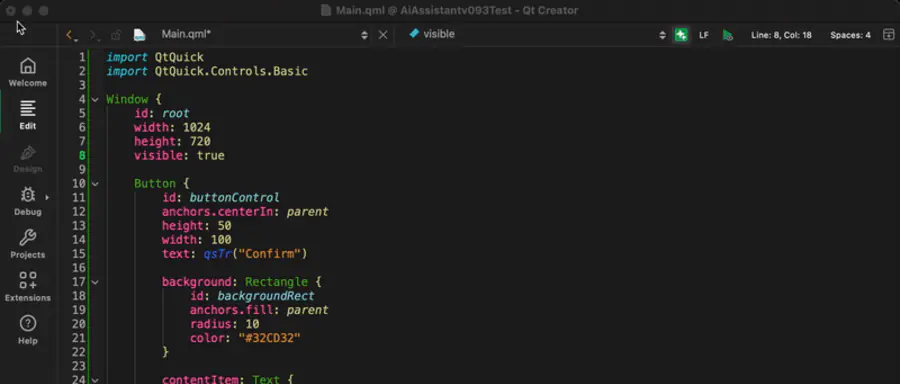 Main.qml @ AiAssistantv093Test - Qt Creator
Main.qml*
visible
LF
Line: 8, Col: 18
Spaces: 4
Welcome
Edit
Design
Debug
Projects
Extensions
Help
1 import QtQuick
2 import QtQuick.Controls.Basic
3
4 Window {
5 id: root
6 width: 1024
7 height: 720
8 visible: true
9
10 Button {
11 id: buttonControl
12 anchors.centerIn: parent
13 height: 50
14 width: 100
15 text: qsTr("Confirm")
16
17 background: Rectangle {
18 id: backgroundRect
19 anchors.fill: parent
20 radius: 10
21 color: "#32CD32"
22 }
23
24 contentItem: Text {